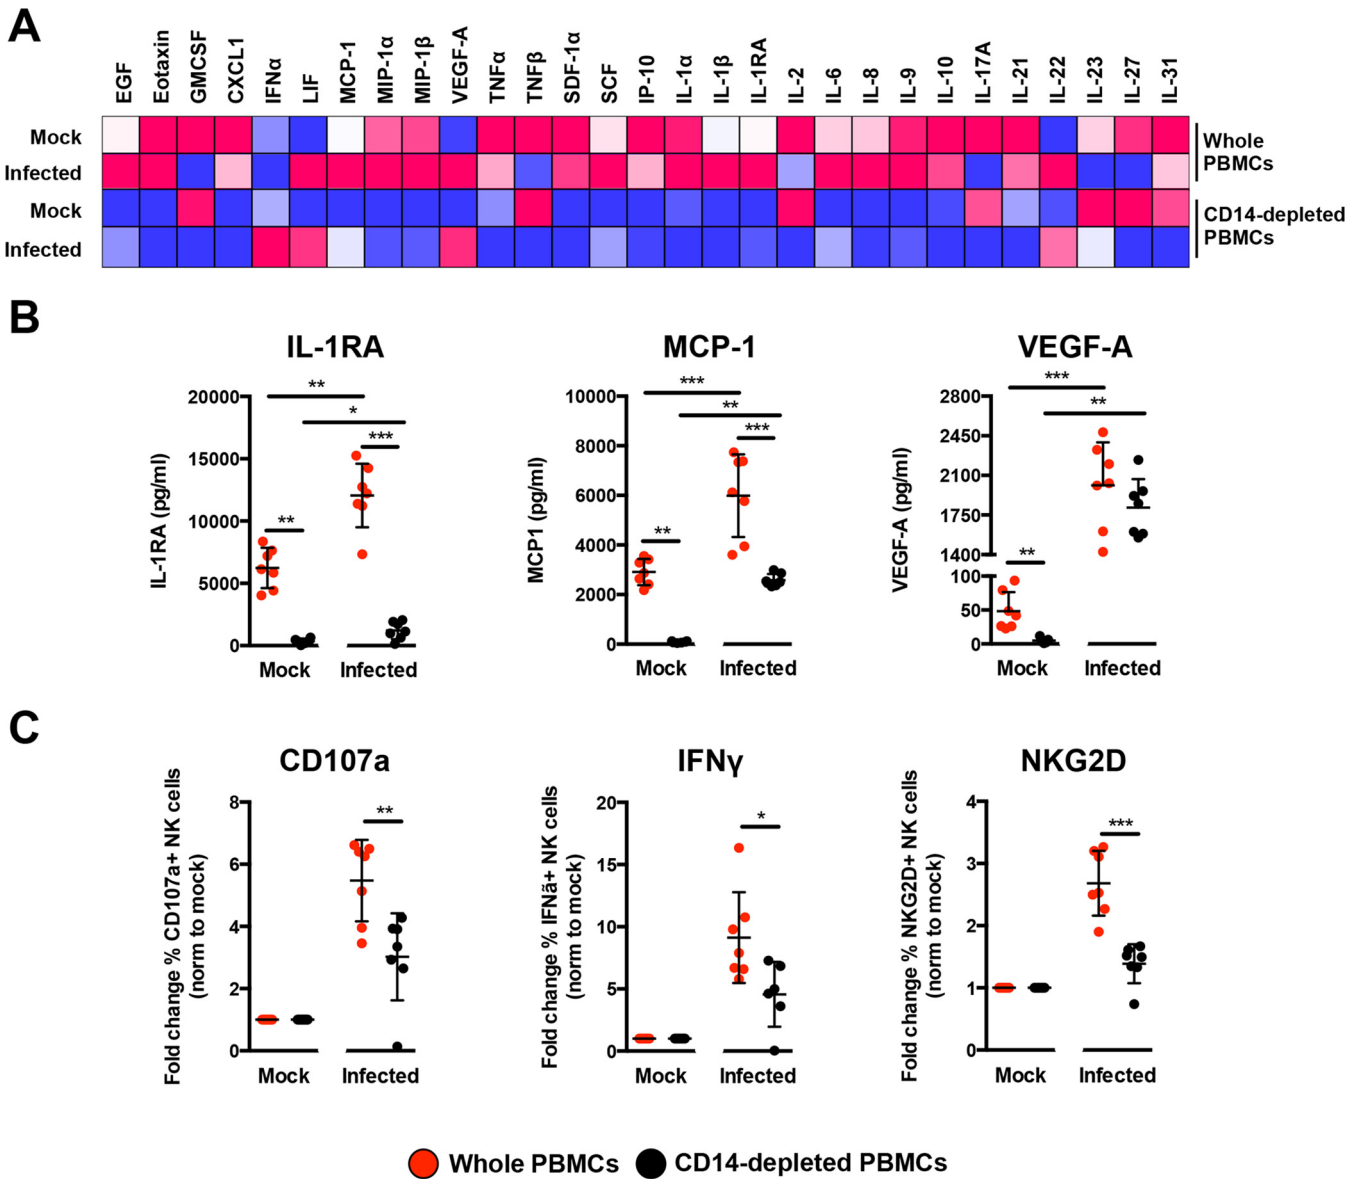 A
EGF Eotaxin GMCSF CXCL1 IFNα LIF MCP-1 MIP-1α MIP-1β VEGF-A TNFα TNFβ SDF-1α SCF IP-10 IL-1α IL-1β IL-1RA IL-2 IL-6 IL-8 IL-9 IL-10 IL-17A IL-21 IL-22 IL-23 IL-27 IL-31
Mock
Infected
Whole
PBMCs
Mock
Infected
CD14-depleted
PBMCs
B
IL-1RA
IL-1RA (pg/ml)
20000
15000
10000
5000
0
**
*
***
**
Mock Infected
MCP-1
MCP1 (pg/ml)
10000
8000
6000
4000
2000
0
***
**
***
**
Mock Infected
VEGF-A
VEGF-A (pg/ml)
2800
2450
2100
1750
1400
100
50
0
***
**
**
Mock Infected
C
CD107a
Fold change % CD107a+ NK cells
(norm to mock)
8
6
4
2
0
**
Mock Infected
IFNγ
Fold change % IFNã+ NK cells
(norm to mock)
20
15
10
5
0
*
Mock Infected
NKG2D
Fold change % NKG2D+ NK cells
(norm to mock)
4
3
2
1
0
***
Mock Infected
Whole PBMCs CD14-depleted PBMCs